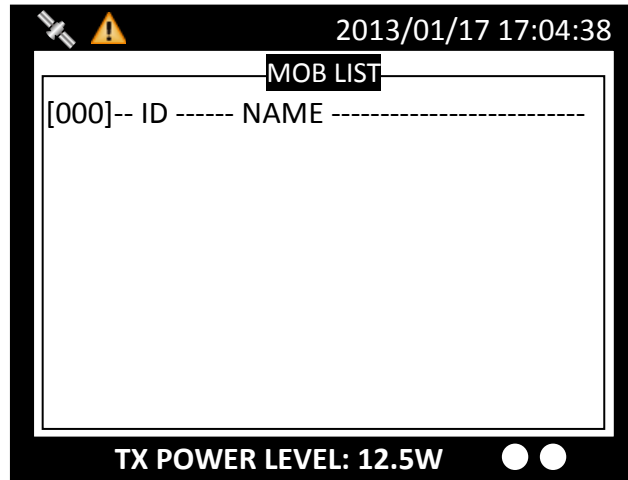 2013/01/17 17:04:38
MOB LIST
[000]-- ID ------ NAME --------------------------
TX POWER LEVEL: 12.5W